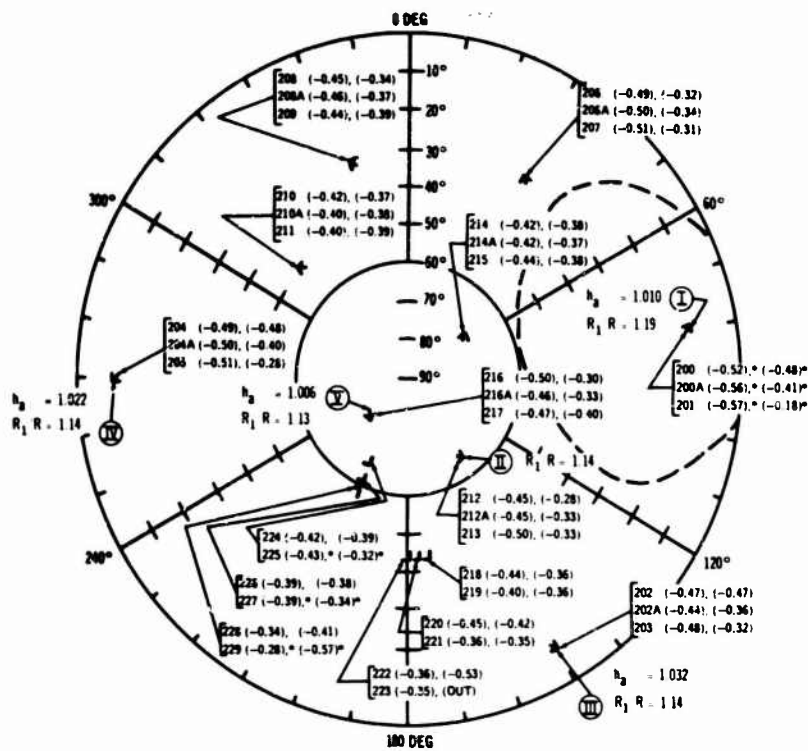 0 DEG
10°
20°
30°
40°
50°
60°
70°
80°
90°
60°
120°
180 DEG
240°
300°
208 (-0.45), (-0.34)
208A (-0.46), (-0.37)
209 (-0.44), (-0.39)
206 (-0.49), (-0.32)
206A (-0.50), (-0.34)
207 (-0.51), (-0.31)
210 (-0.42), (-0.37)
210A (-0.40), (-0.38)
211 (-0.40), (-0.39)
214 (-0.42), (-0.38)
214A (-0.42), (-0.37)
215 (-0.44), (-0.38)
hₐ = 1.010 I
R₁ R = 1.19
200 (-0.52),* (-0.48)*
200A (-0.56),* (-0.41)*
201 (-0.57),* (-0.18)*
204 (-0.49), (-0.48)
204A (-0.50), (-0.40)
205 (-0.51), (-0.28)
hₐ = 1.022
R₁ R = 1.14 IV
hₐ = 1.006
R₁ R = 1.13 V
216 (-0.50), (-0.30)
216A (-0.46), (-0.33)
217 (-0.47), (-0.40)
II R₁ R = 1.14
212 (-0.45), (-0.28)
212A (-0.45), (-0.33)
213 (-0.50), (-0.33)
224 (-0.42), (-0.39)
225 (-0.43),* (-0.32)*
226 (-0.39), (-0.38)
227 (-0.39),* (-0.34)*
228 (-0.34), (-0.41)
229 (-0.28),* (-0.57)*
218 (-0.44), (-0.36)
219 (-0.40), (-0.36)
220 (-0.45), (-0.42)
221 (-0.36), (-0.35)
222 (-0.36), (-0.53)
223 (-0.35), (OUT)
202 (-0.47), (-0.47)
202A (-0.44), (-0.36)
203 (-0.48), (-0.32)
hₐ = 1.032
R₁ R = 1.14
III